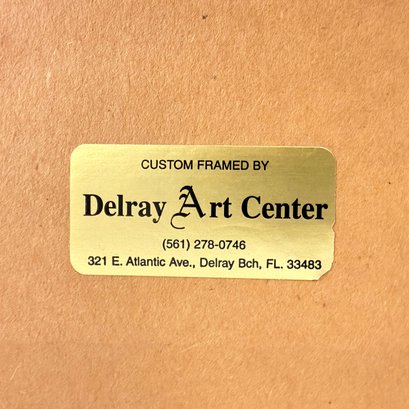 CUSTOM FRAMED BY
Delray Art Center
(561) 278-0746
321 E. Atlantic Ave., Delray Bch, FL. 33483